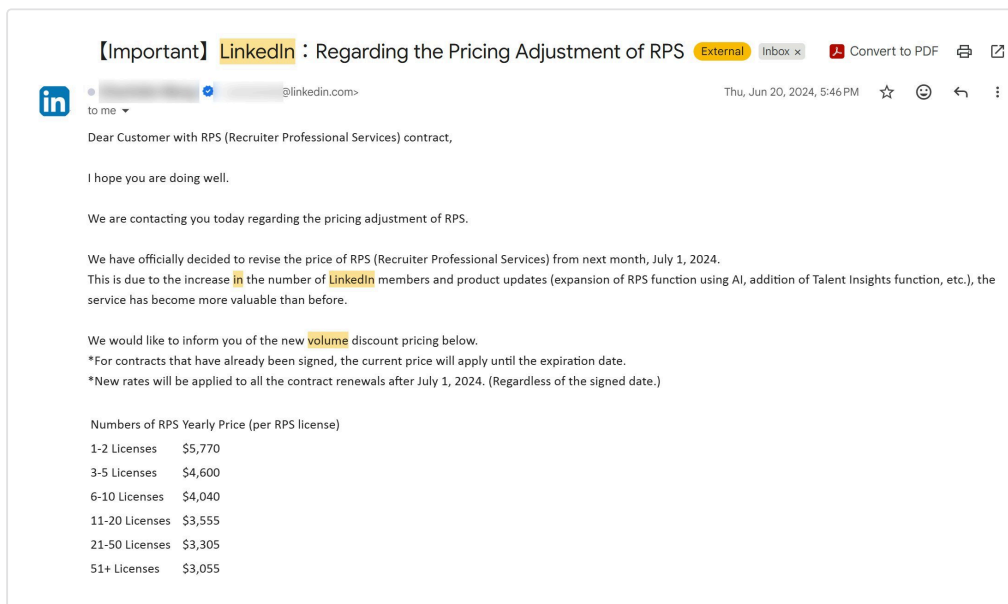 【Important】 LinkedIn：Regarding the Pricing Adjustment of RPS External Inbox × Convert to PDF
in @linkedin.com> Thu, Jun 20, 2024, 5:46 PM
to me
Dear Customer with RPS (Recruiter Professional Services) contract,
I hope you are doing well.
We are contacting you today regarding the pricing adjustment of RPS.
We have officially decided to revise the price of RPS (Recruiter Professional Services) from next month, July 1, 2024.
This is due to the increase in the number of LinkedIn members and product updates (expansion of RPS function using AI, addition of Talent Insights function, etc.), the
service has become more valuable than before.
We would like to inform you of the new volume discount pricing below.
*For contracts that have already been signed, the current price will apply until the expiration date.
*New rates will be applied to all the contract renewals after July 1, 2024. (Regardless of the signed date.)
Numbers of RPS Yearly Price (per RPS license)
1-2 Licenses $5,770
3-5 Licenses $4,600
6-10 Licenses $4,040
11-20 Licenses $3,555
21-50 Licenses $3,305
51+ Licenses $3,055